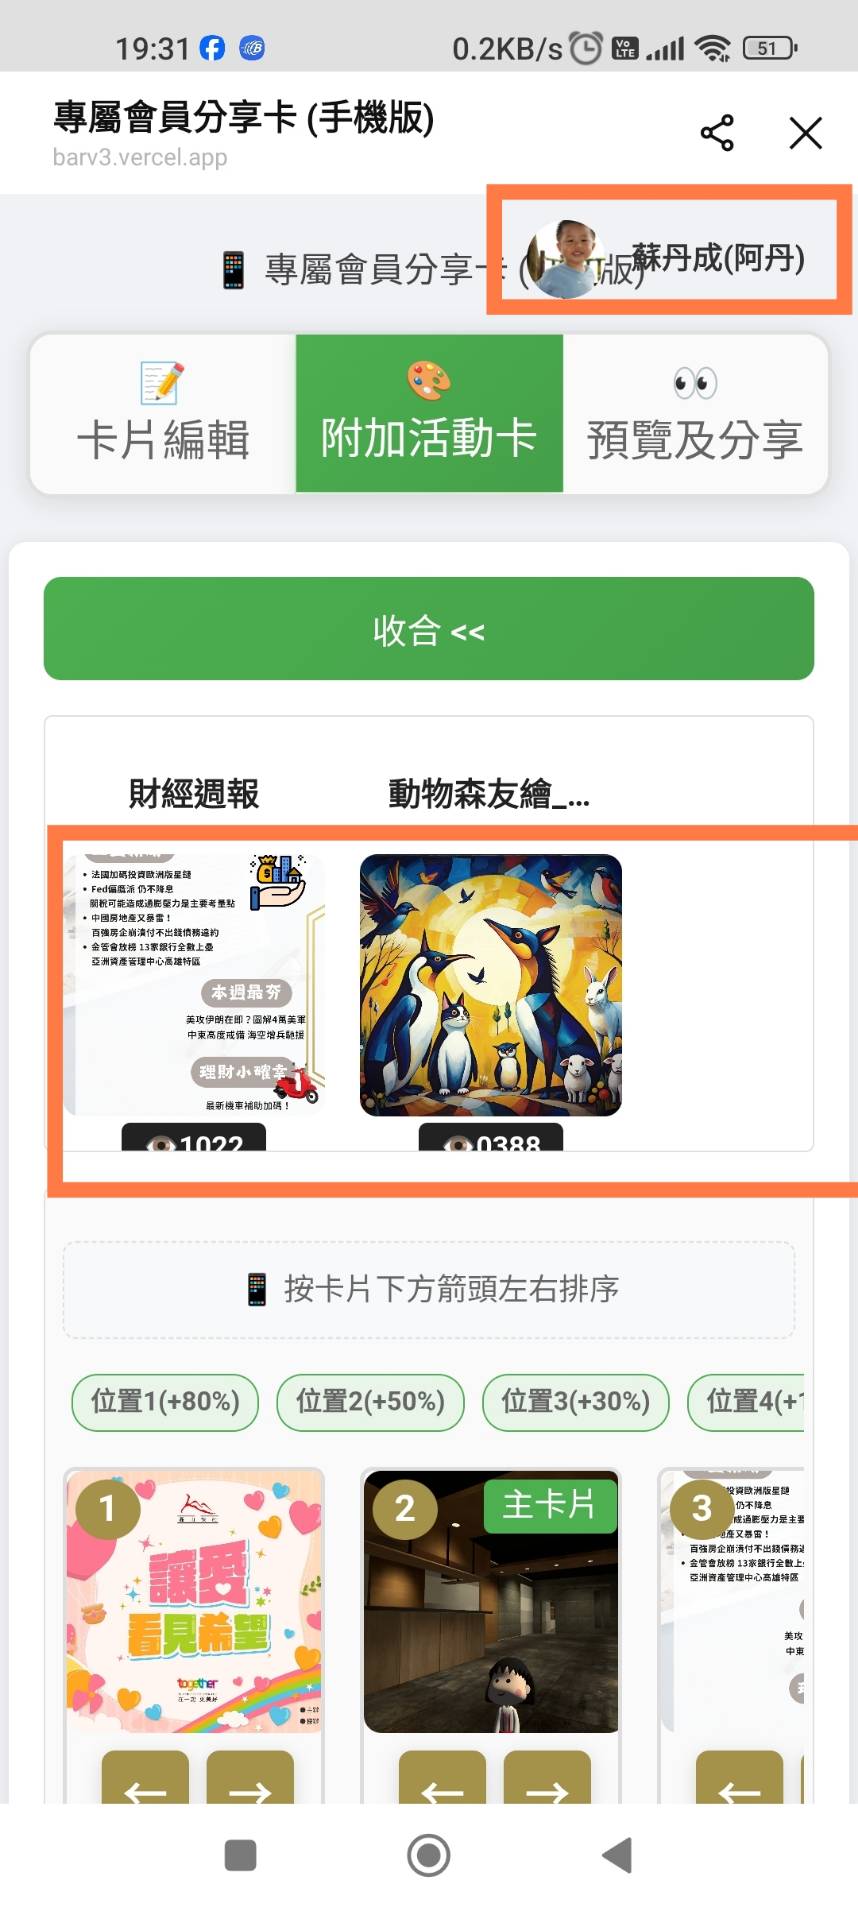 19:31
0.2KB/s
Vo LTE
51
專屬會員分享卡 (手機版)
barv3.vercel.app
專屬會員分享卡 (
版)
蘇丹成(阿丹)
卡片編輯
附加活動卡
預覽及分享
收合 <<
財經週報
動物森友繪_...
• 法國加碼投資歐洲版星鏈
• Fed偏鷹派 仍不降息
關稅可能造成通膨壓力是主要考量點
• 中國房地產又暴雷！
百強房企崩潰付不出錢債務違約
• 金管會放榜 13家銀行全數上壘
亞洲資產管理中心高雄特區
本週最夯
美攻伊朗在即？圖解4萬美軍
中東高度戒備 海空增兵馳援
理財小確幸
最新機車補助加碼！
1022
0388
按卡片下方箭頭左右排序
位置1(+80%)
位置2(+50%)
位置3(+30%)
位置4(+1
1
讓愛
看見希望
together
在一起 更美好
2
主卡片
3
投資歐洲版星鏈
仍不降息
成通膨壓力是主要
地產又暴雷！
百強房企崩潰付不出錢債務
• 金管會放榜 13家銀行全數上
亞洲資產管理中心高雄特區
美攻
中東